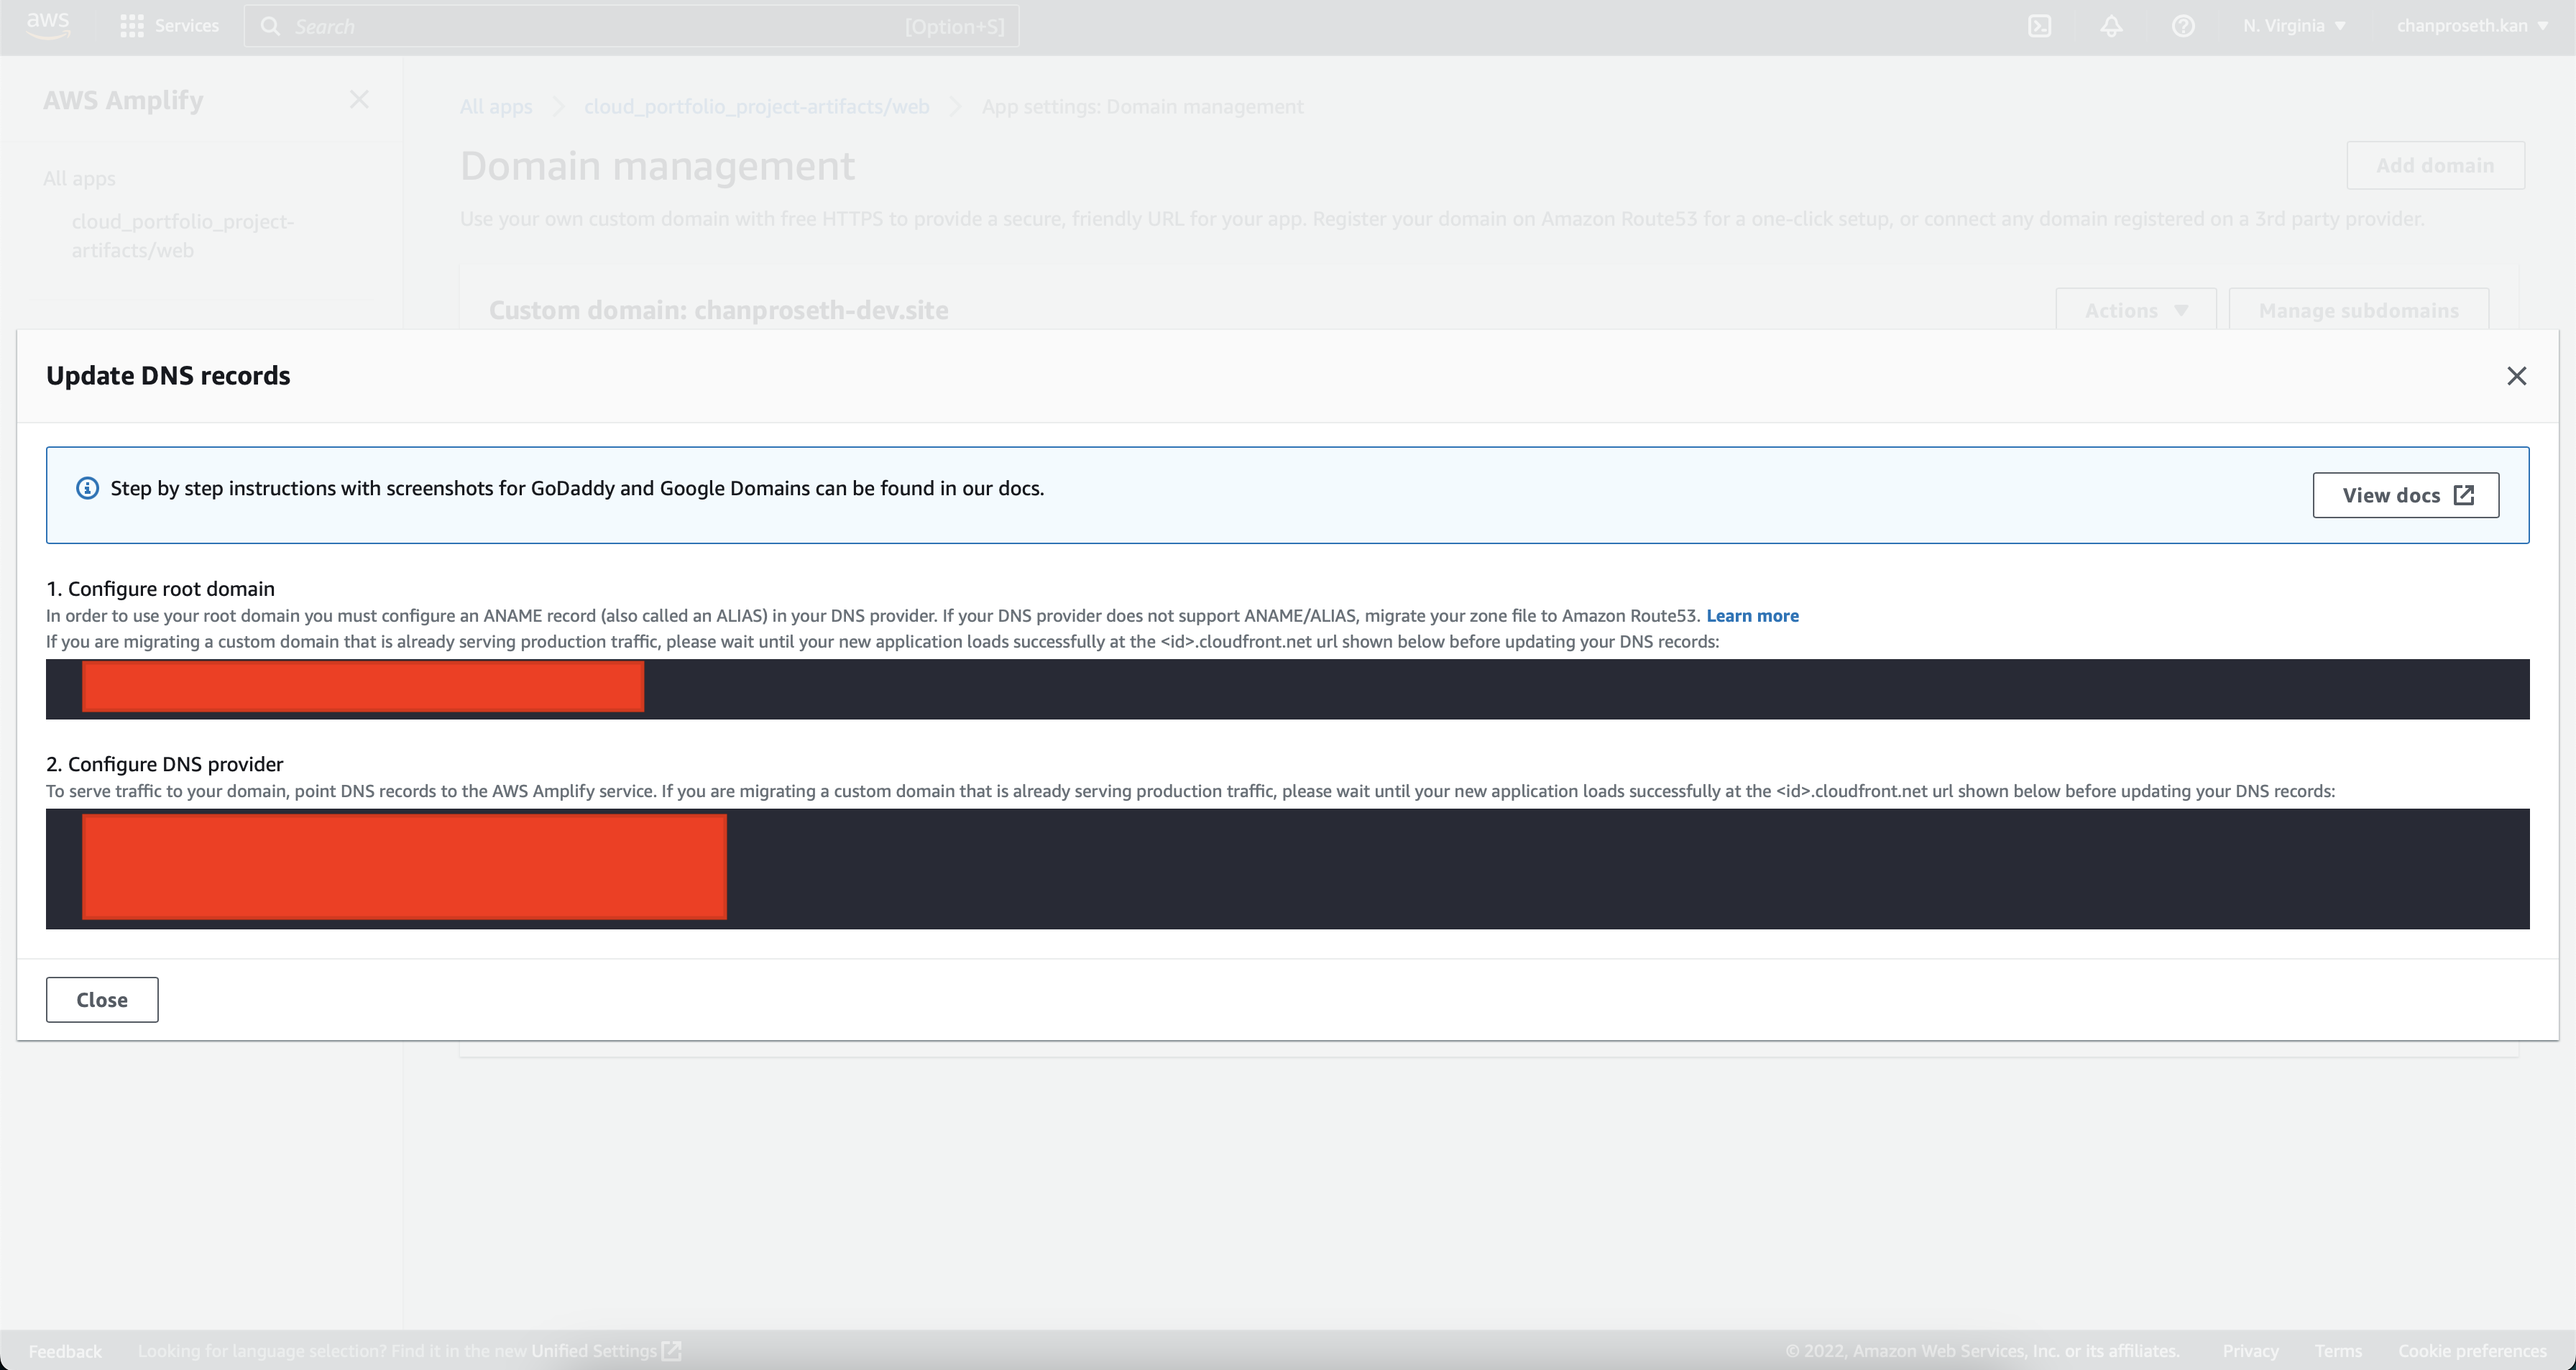 aws
Services
Search
[Option+S]
N. Virginia
chanproseth.kan
AWS Amplify
All apps
cloud_portfolio_project-
artifacts/web
All apps
cloud_portfolio_project-artifacts/web
App settings: Domain management
Domain management
Add domain
Use your own custom domain with free HTTPS to provide a secure, friendly URL for your app. Register your domain on Amazon Route53 for a one-click setup, or connect any domain registered on a 3rd party provider.
Custom domain: chanproseth-dev.site
Actions
Manage subdomains
Update DNS records
Step by step instructions with screenshots for GoDaddy and Google Domains can be found in our docs.
View docs
1. Configure root domain
In order to use your root domain you must configure an ANAME record (also called an ALIAS) in your DNS provider. If your DNS provider does not support ANAME/ALIAS, migrate your zone file to Amazon Route53. Learn more
If you are migrating a custom domain that is already serving production traffic, please wait until your new application loads successfully at the <id>.cloudfront.net url shown below before updating your DNS records:
2. Configure DNS provider
To serve traffic to your domain, point DNS records to the AWS Amplify service. If you are migrating a custom domain that is already serving production traffic, please wait until your new application loads successfully at the <id>.cloudfront.net url shown below before updating your DNS records:
Close
Feedback
Looking for language selection? Find it in the new Unified Settings
© 2022, Amazon Web Services, Inc. or its affiliates.
Privacy
Terms
Cookie preferences